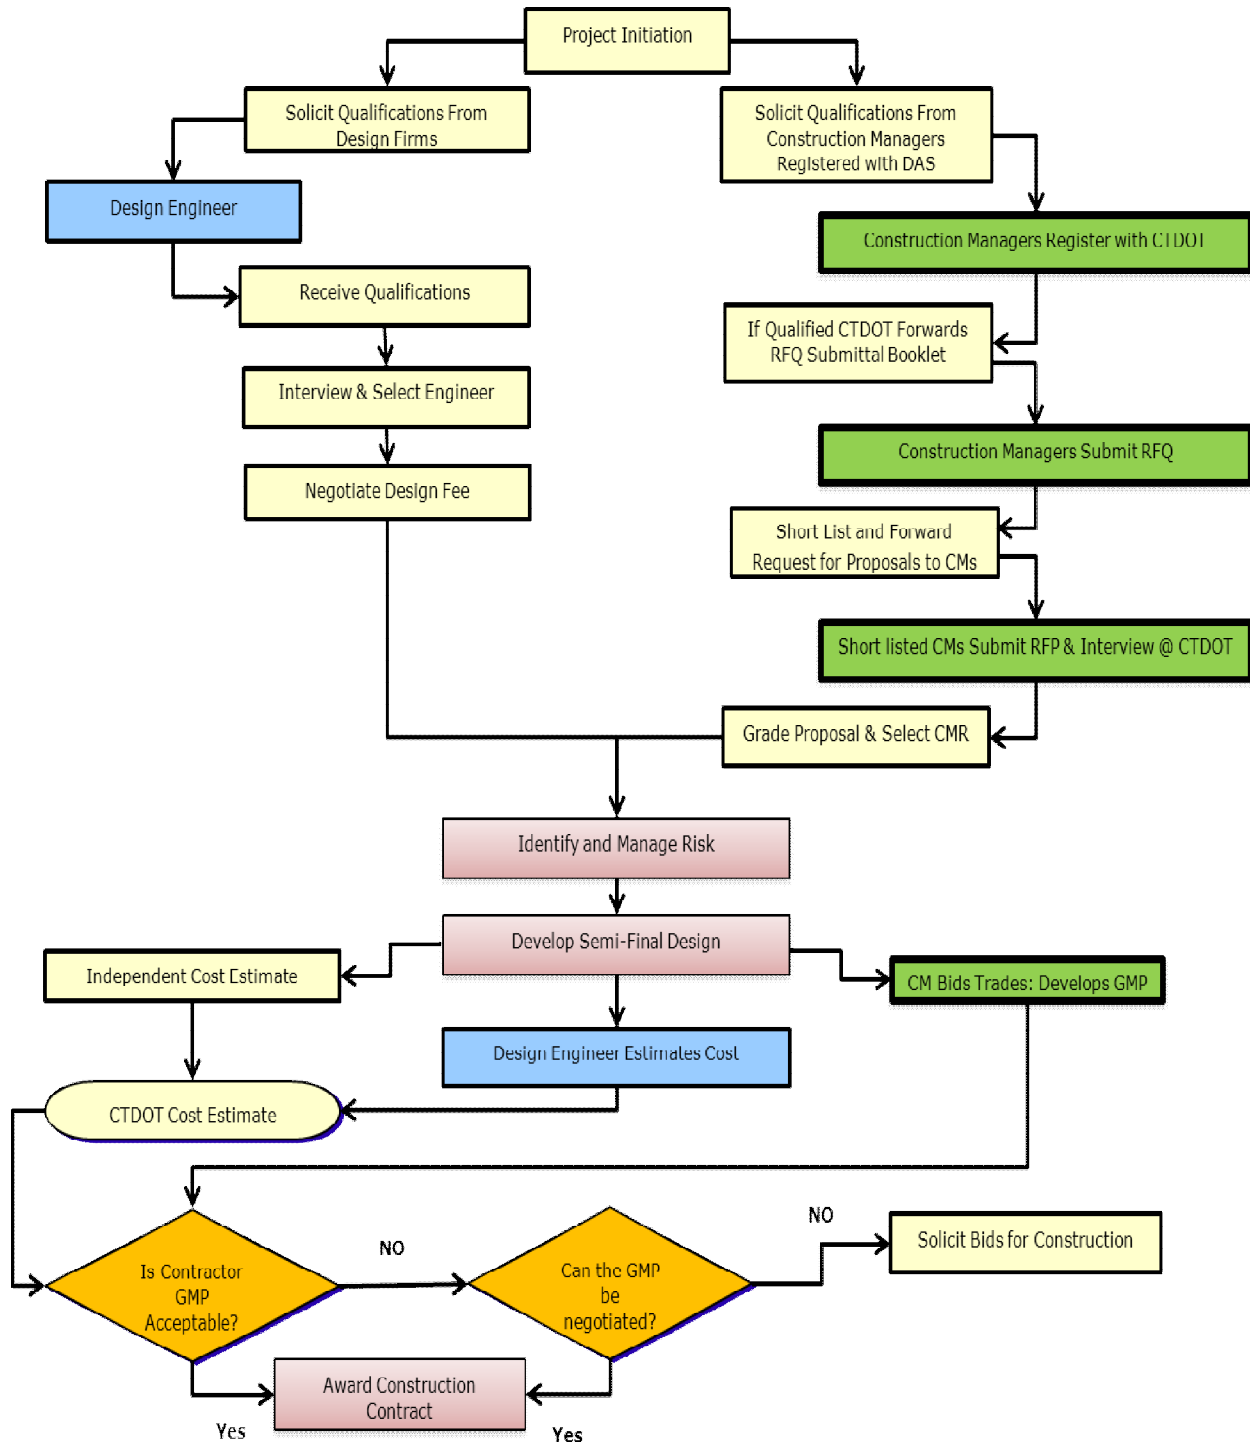 Project Initiation
Solicit Qualifications From
Design Firms
Solicit Qualifications From
Construction Managers
Registered with DAS
Design Engineer
Construction Managers Register with CTDOT
Receive Qualifications
If Qualified CTDOT Forwards
RFQ Submittal Booklet
Interview & Select Engineer
Construction Managers Submit RFQ
Negotiate Design Fee
Short List and Forward
Request for Proposals to CMs
Short listed CMs Submit RFP & Interview @ CTDOT
Grade Proposal & Select CMR
Identify and Manage Risk
Develop Semi-Final Design
Independent Cost Estimate
CM Bids Trades: Develops GMP
Design Engineer Estimates Cost
CTDOT Cost Estimate
Is Contractor
GMP
Acceptable?
NO
Can the GMP
be
negotiated?
NO
Solicit Bids for Construction
Award Construction
Contract
Yes
Yes